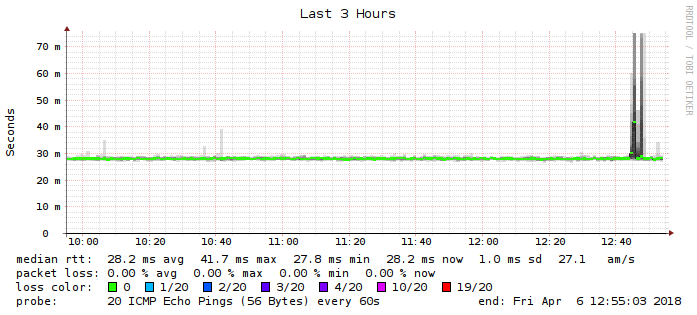 Last 3 Hours
RRDTOOL / TOBI OETIKER
Seconds
70 m
60 m
50 m
40 m
30 m
20 m
10 m
0
10:00 10:20 10:40 11:00 11:20 11:40 12:00 12:20 12:40
median rtt: 28.2 ms avg 41.7 ms max 27.8 ms min 28.2 ms now 1.0 ms sd 27.1 am/s
packet loss: 0.00 % avg 0.00 % max 0.00 % min 0.00 % now
loss color: 0 1/20 2/20 3/20 4/20 10/20 19/20
probe: 20 ICMP Echo Pings (56 Bytes) every 60s end: Fri Apr 6 12:55:03 2018